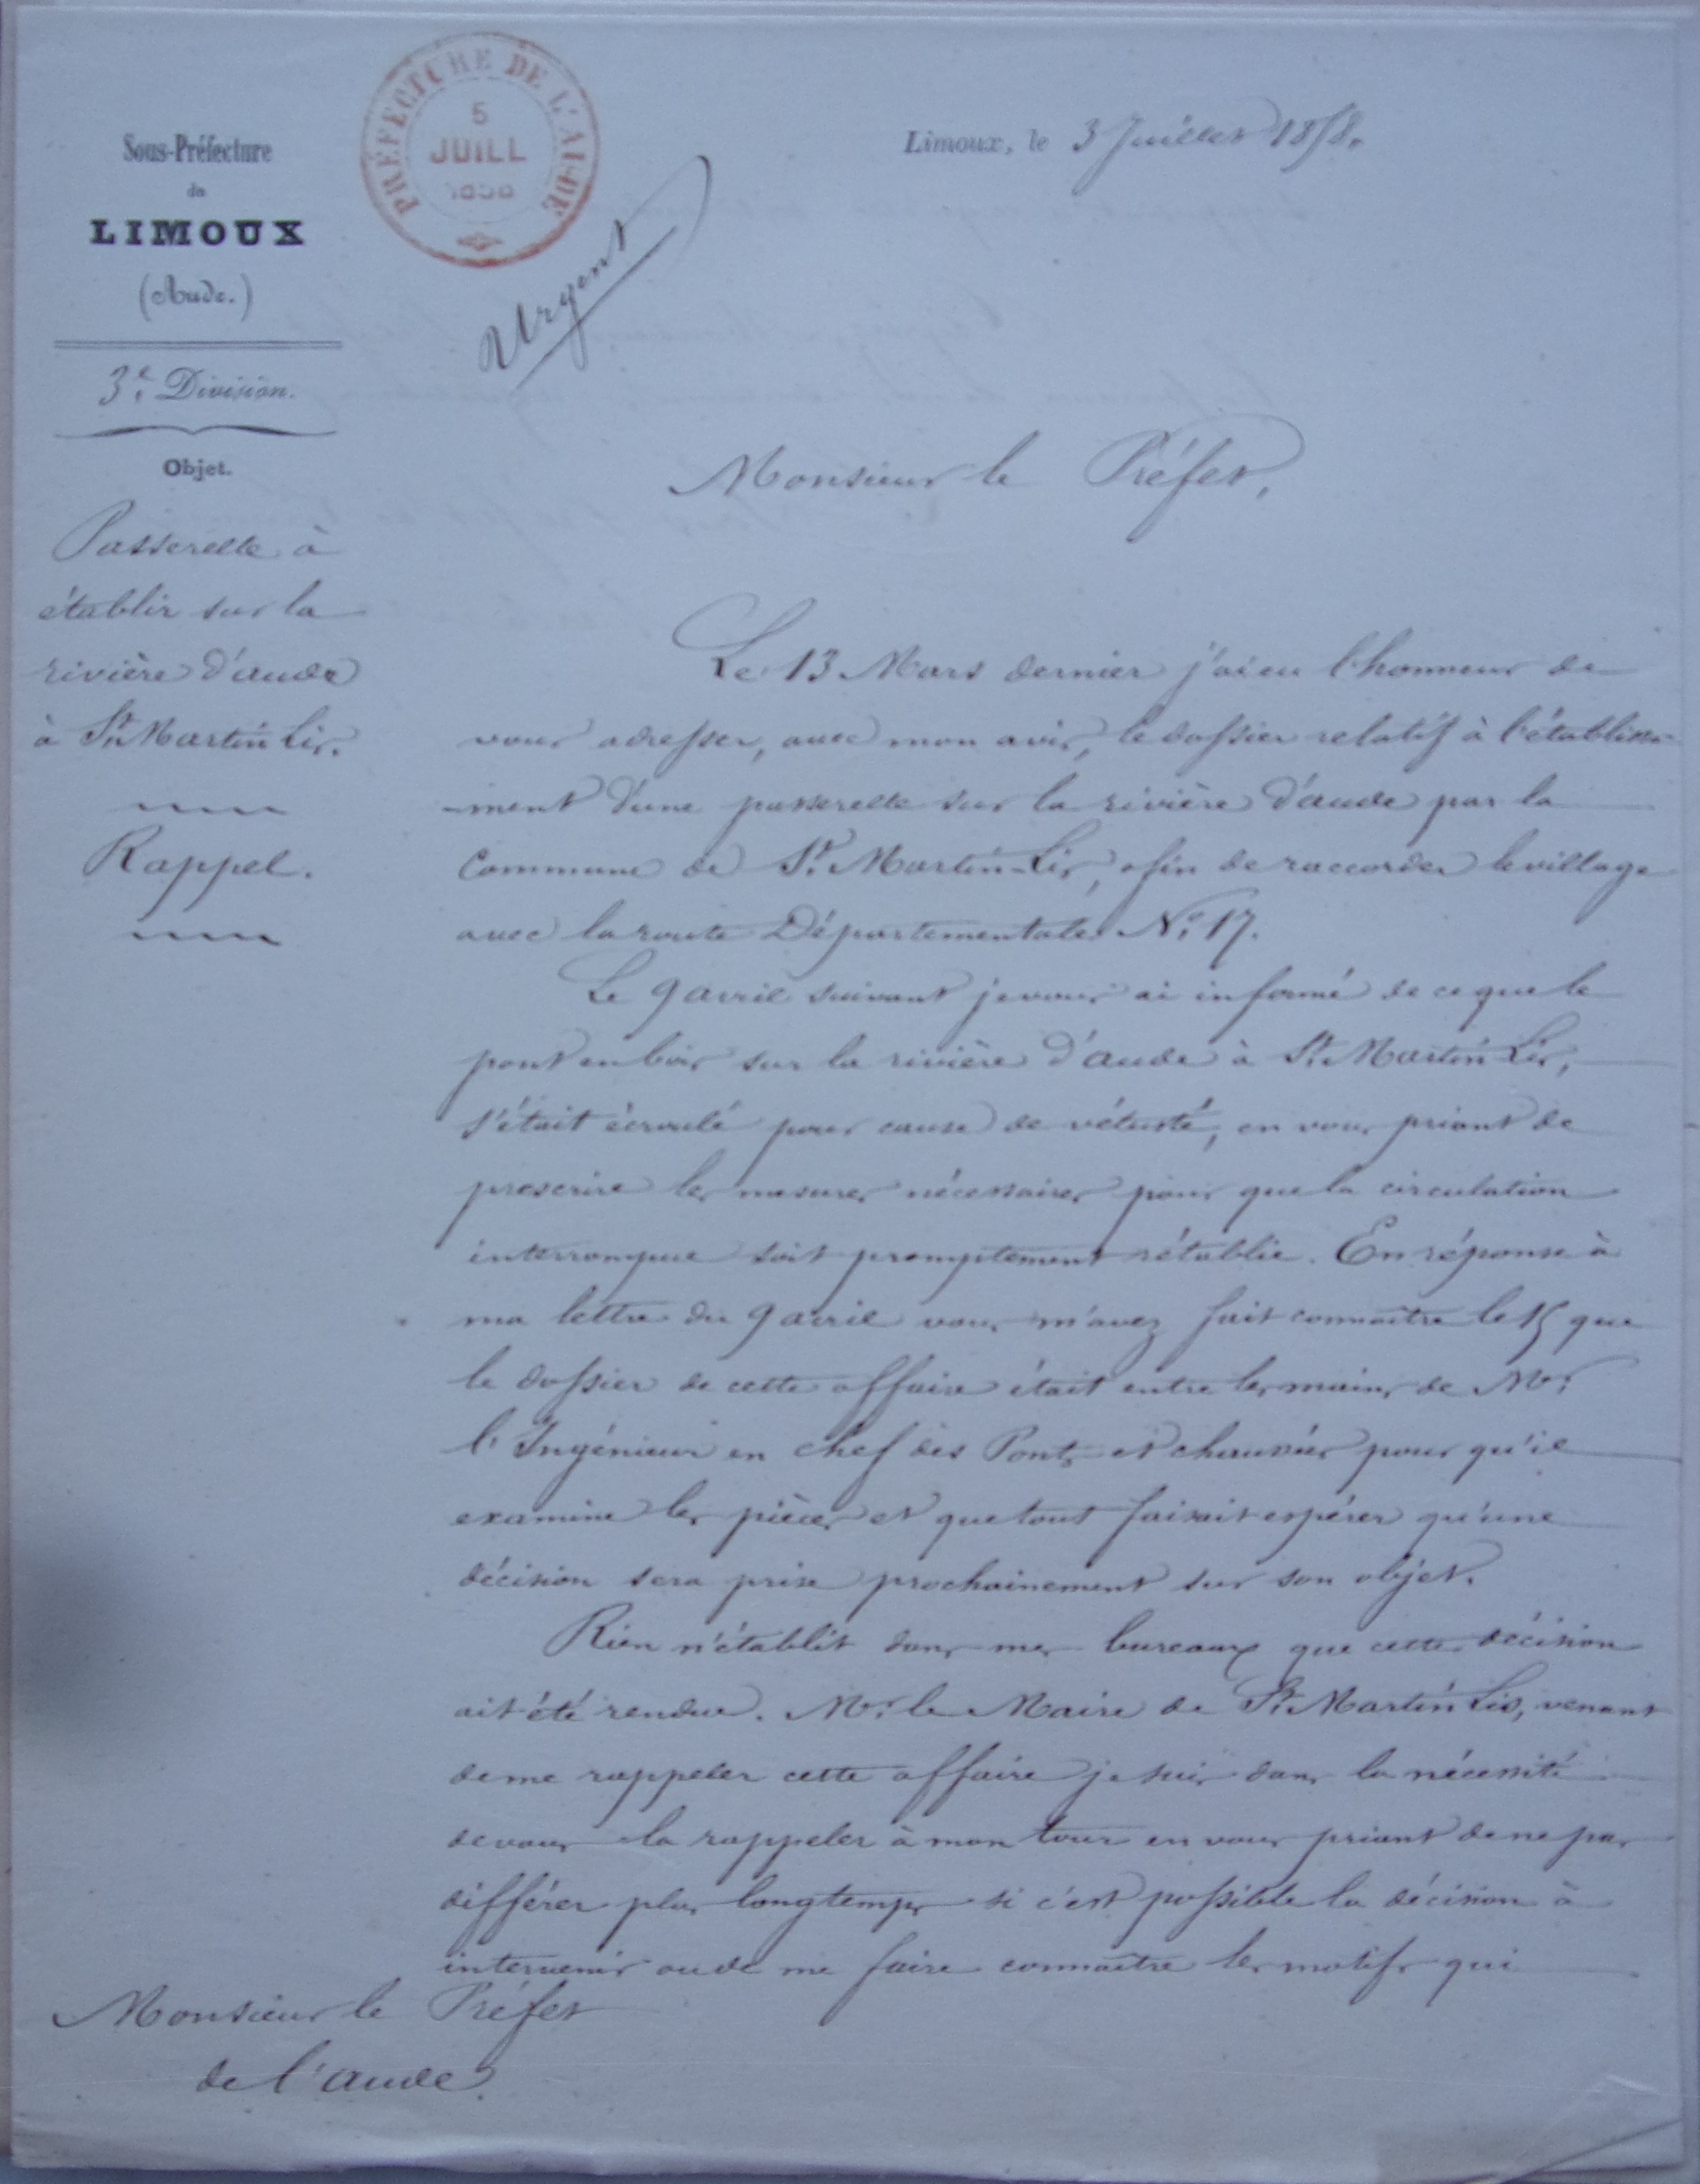 PRÉFECTURE DE L'AUDE
5
JUILL
1858
Sous-Préfecture
de
LIMOUX
(Aude.)
3e Division.
Objet.
Passerelle à
établir sur la
rivière d'aude
à St. Martin Lis.
Rappel.
Limoux, le 3 Juillet 1858.
Urgent
Monsieur le Préfet,
Le 13 Mars dernier j'ai eu l'honneur de
vous adresser, avec mon avis, le dossier relatif à l'établisse-
-ment d'une passerelle sur la rivière d'aude par la
Commune de St. Martin-Lis, afin de raccorder le village
avec la route Départementale No. 17.
Le 9 avril suivant je vous ai informé de ce que le
pont en bois sur la rivière d'aude à St. Martin Lis,
s'était écroulé pour cause de vétusté, en vous priant de
prescrire les mesures nécessaires pour que la circulation
interrompue soit promptement rétablie. En réponse à
ma lettre du 9 avril vous m'avez fait connaître le 15 que
le dossier de cette affaire était entre les mains de Mr.
l'Ingénieur en chef des Ponts et chaussées pour qu'il
examine les pièces et que tout faisait espérer qu'une
décision sera prise prochainement sur son objet.
Rien n'établit dans mes bureaux que cette décision
ait été rendue. Mr. le Maire de St. Martin Lis, venant
de me rappeler cette affaire je suis dans la nécessité
de vous la rappeler à mon tour en vous priant de ne pas
différer plus longtemps si c'est possible la décision à
intervenir ou de me faire connaître les motifs qui
Monsieur le Préfet
de l'aude.